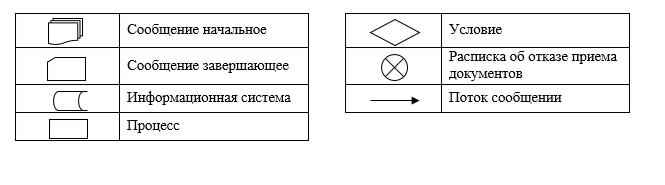 Сообщение начальное
Сообщение завершающее
Информационная система
Процесс
Условие
Расписка об отказе приема
документов
Поток сообщении